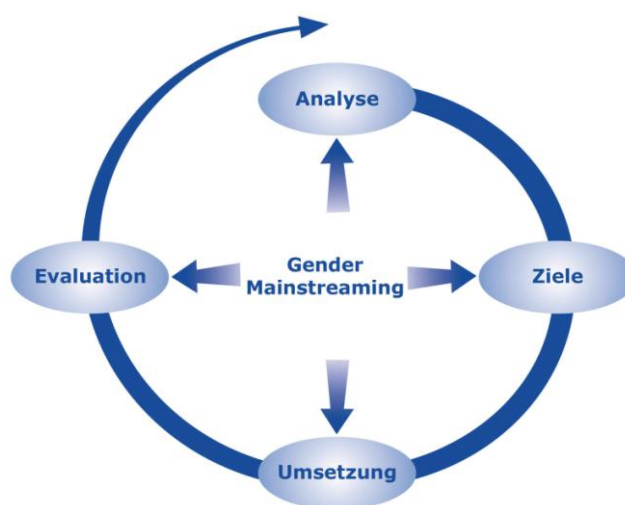 Analyse
Evaluation
Gender
Mainstreaming
Ziele
Umsetzung